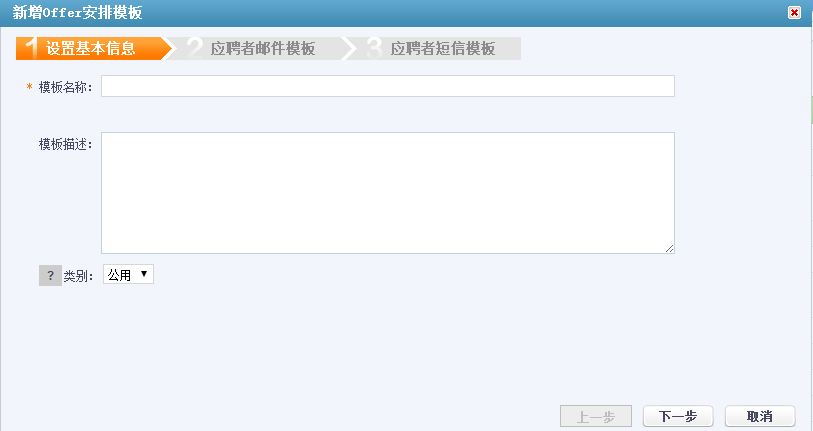 新增Offer安排模板
1 设置基本信息 2 应聘者邮件模板 3 应聘者短信模板
* 模板名称：
模板描述：
? 类别： 公用
上一步 下一步 取消